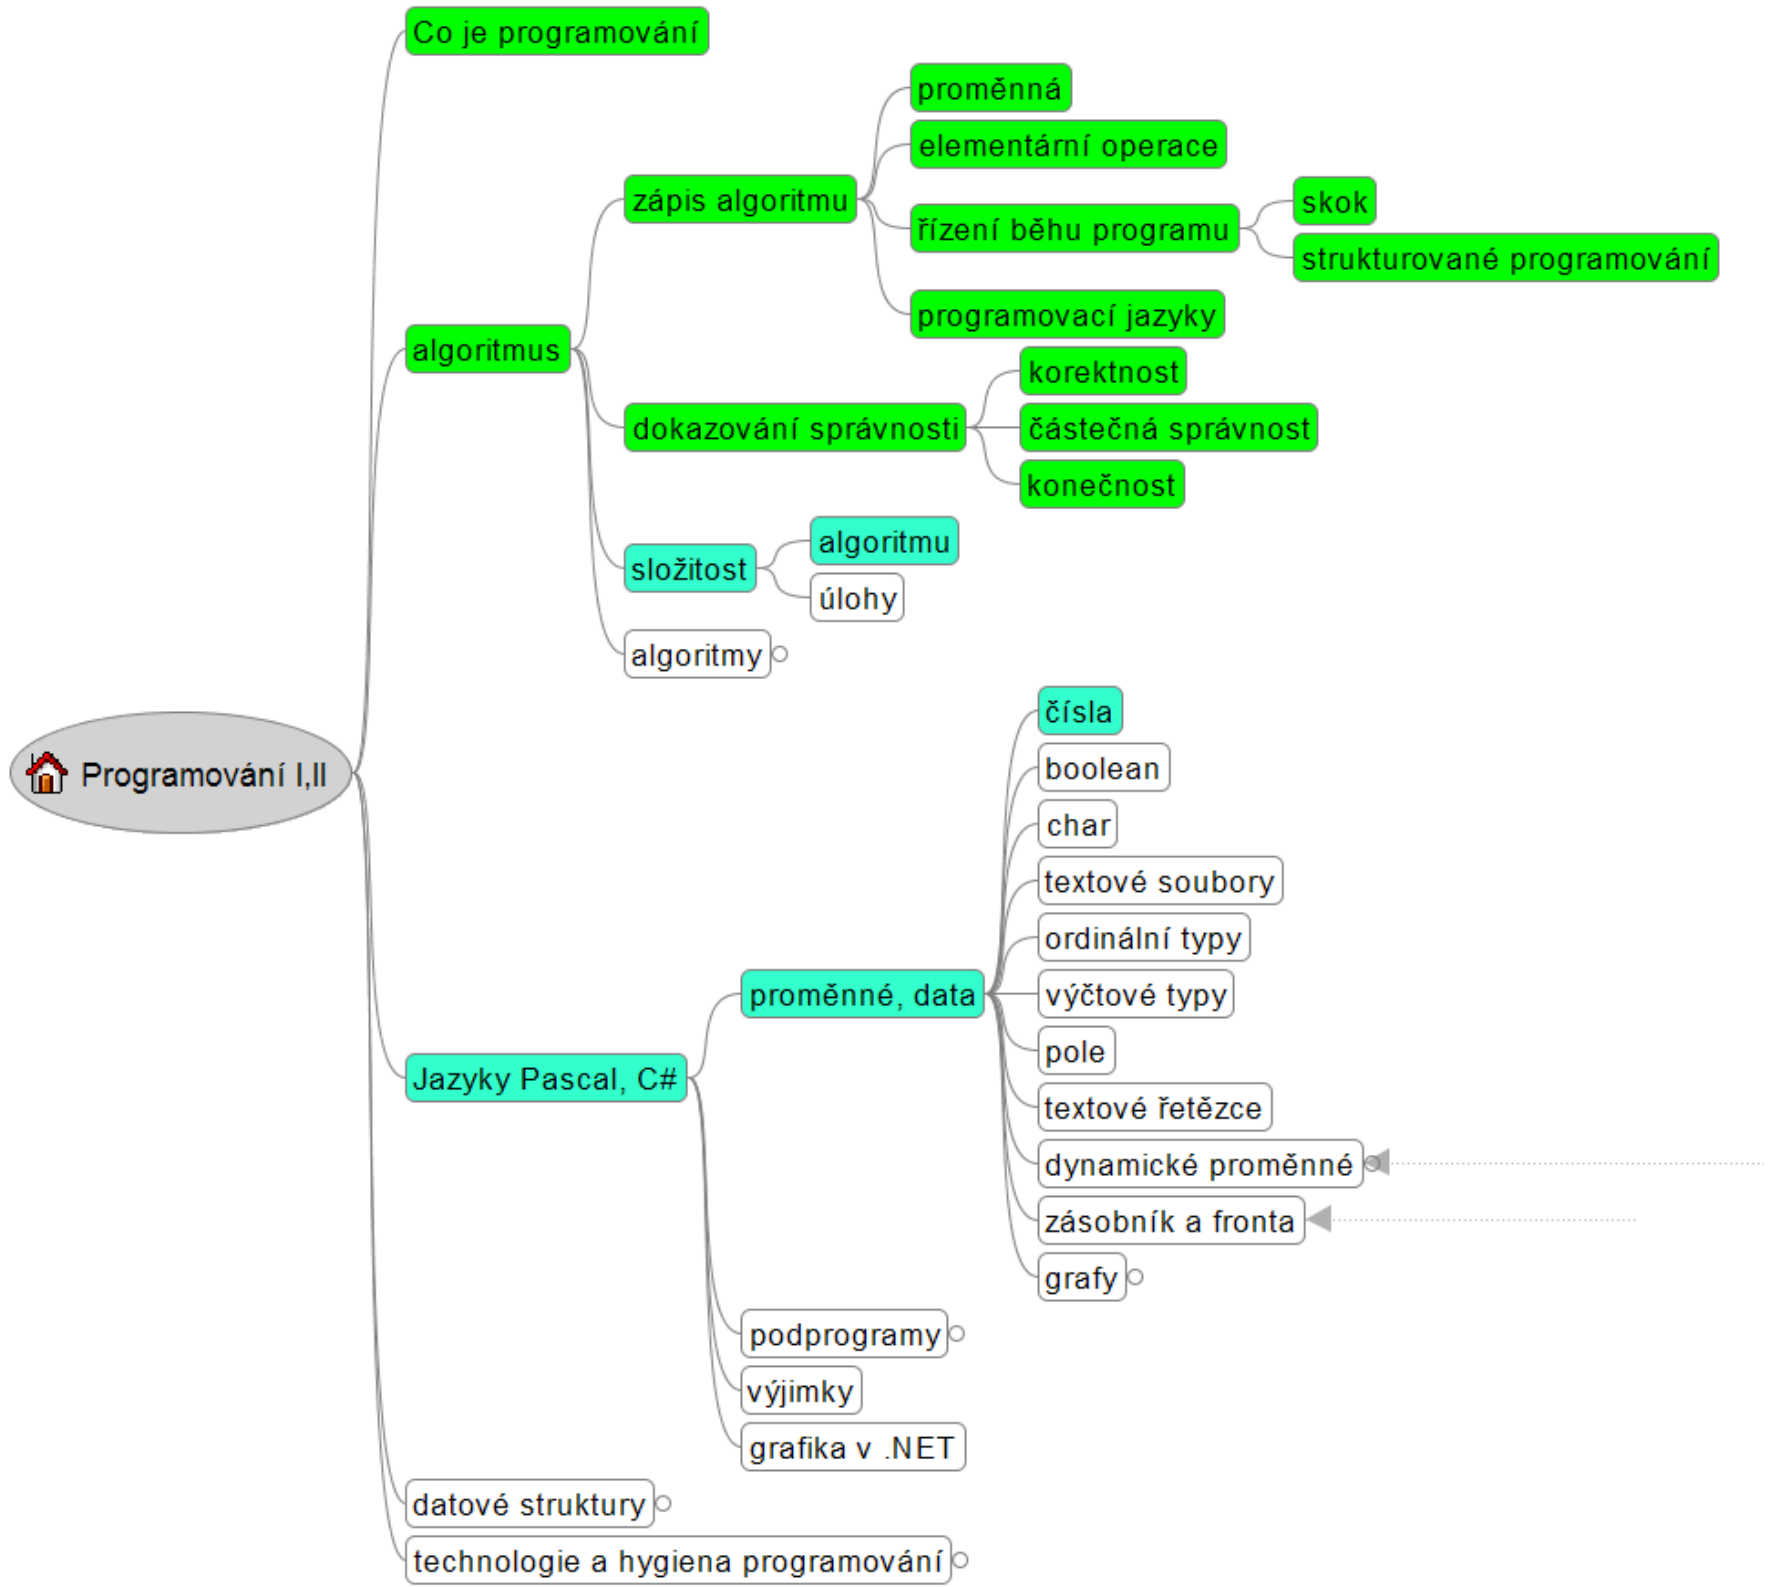 Co je programování
proměnná
elementární operace
zápis algoritmu
skok
řízení běhu programu
strukturované programování
programovací jazyky
algoritmus
korektnost
dokazování správnosti
částečná správnost
konečnost
algoritmu
složitost
úlohy
algoritmy
čísla
Programování I,II
boolean
char
textové soubory
ordinální typy
proměnné, data
výčtové typy
pole
Jazyky Pascal, C#
textové řetězce
dynamické proměnné
zásobník a fronta
grafy
podprogramy
výjimky
grafika v .NET
datové struktury
technologie a hygiena programování